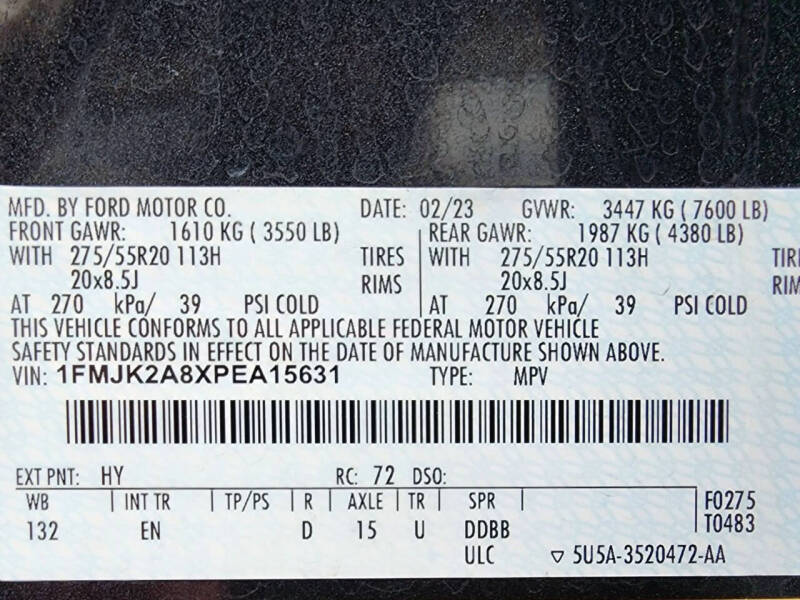 MFD. BY FORD MOTOR CO. DATE: 02/23 GVWR: 3447 KG ( 7600 LB)
FRONT GAWR: 1610 KG ( 3550 LB) REAR GAWR: 1987 KG ( 4380 LB)
WITH 275/55R20 113H TIRES WITH 275/55R20 113H TIRE
20x8.5J RIMS 20x8.5J RIM
AT 270 kPa/ 39 PSI COLD AT 270 kPa/ 39 PSI COLD
THIS VEHICLE CONFORMS TO ALL APPLICABLE FEDERAL MOTOR VEHICLE
SAFETY STANDARDS IN EFFECT ON THE DATE OF MANUFACTURE SHOWN ABOVE.
VIN: 1FMJK2A8XPEA15631 TYPE: MPV
EXT PNT: HY RC: 72 DSO:
WB INT TR TP/PS R AXLE TR SPR F0275
132 EN D 15 U DDBB T0483
ULC ▽ 5U5A-3520472-AA